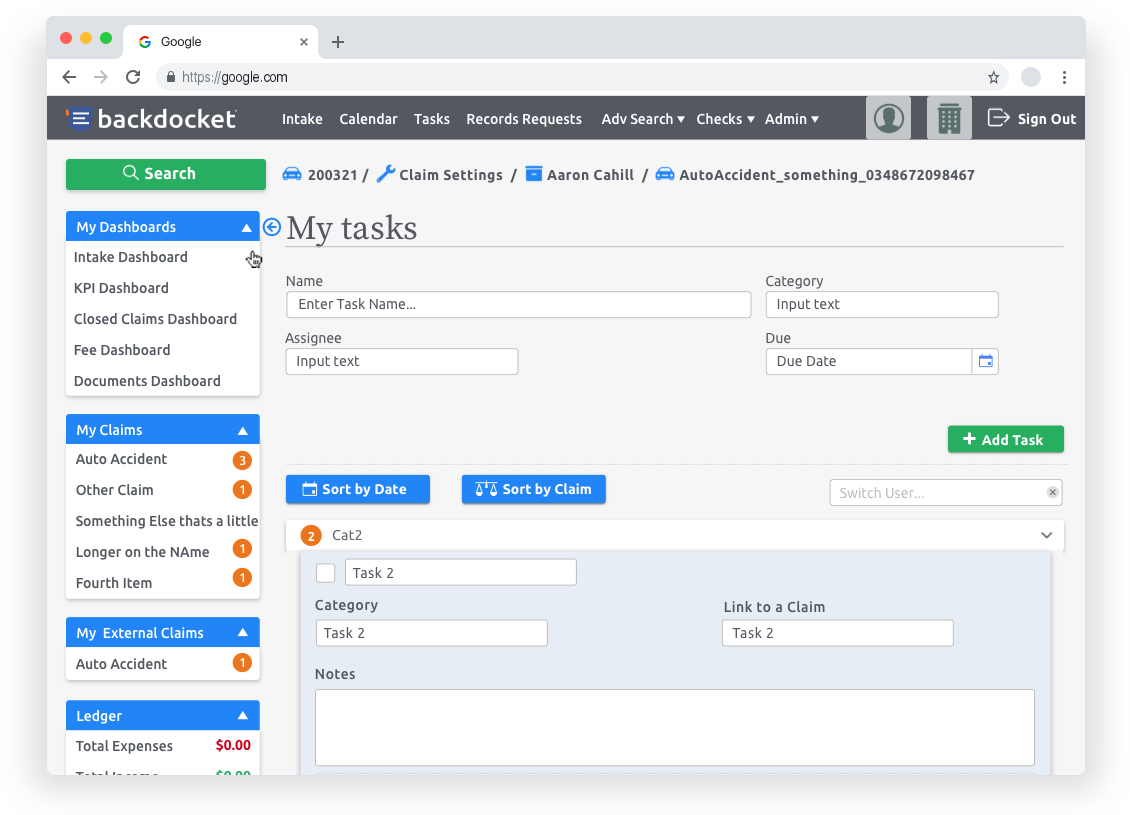 Google
https://google.com
backdocket
Intake Calendar Tasks Records Requests Adv Search ▾ Checks ▾ Admin ▾ Sign Out
Search
200321 / Claim Settings / Aaron Cahill / AutoAccident_something_0348672098467
My Dashboards
Intake Dashboard
KPI Dashboard
Closed Claims Dashboard
Fee Dashboard
Documents Dashboard
My Claims
Auto Accident 3
Other Claim 1
Something Else thats a little
Longer on the NAme 1
Fourth Item 1
My External Claims
Auto Accident 1
Ledger
Total Expenses $0.00
Total Income $0.00
My tasks
Name
Enter Task Name...
Category
Input text
Assignee
Input text
Due
Due Date
+ Add Task
Sort by Date
Sort by Claim
Switch User...
2 Cat2
Task 2
Category
Task 2
Link to a Claim
Task 2
Notes